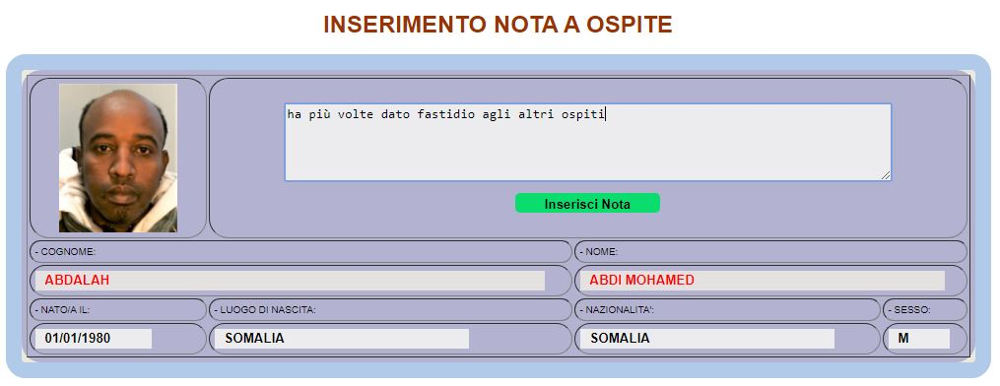 INSERIMENTO NOTA A OSPITE
ha più volte dato fastidio agli altri ospiti
Inserisci Nota
- COGNOME:
- NOME:
ABDALAH
ABDI MOHAMED
- NATO/A IL:
- LUOGO DI NASCITA:
- NAZIONALITA':
- SESSO:
01/01/1980
SOMALIA
SOMALIA
M